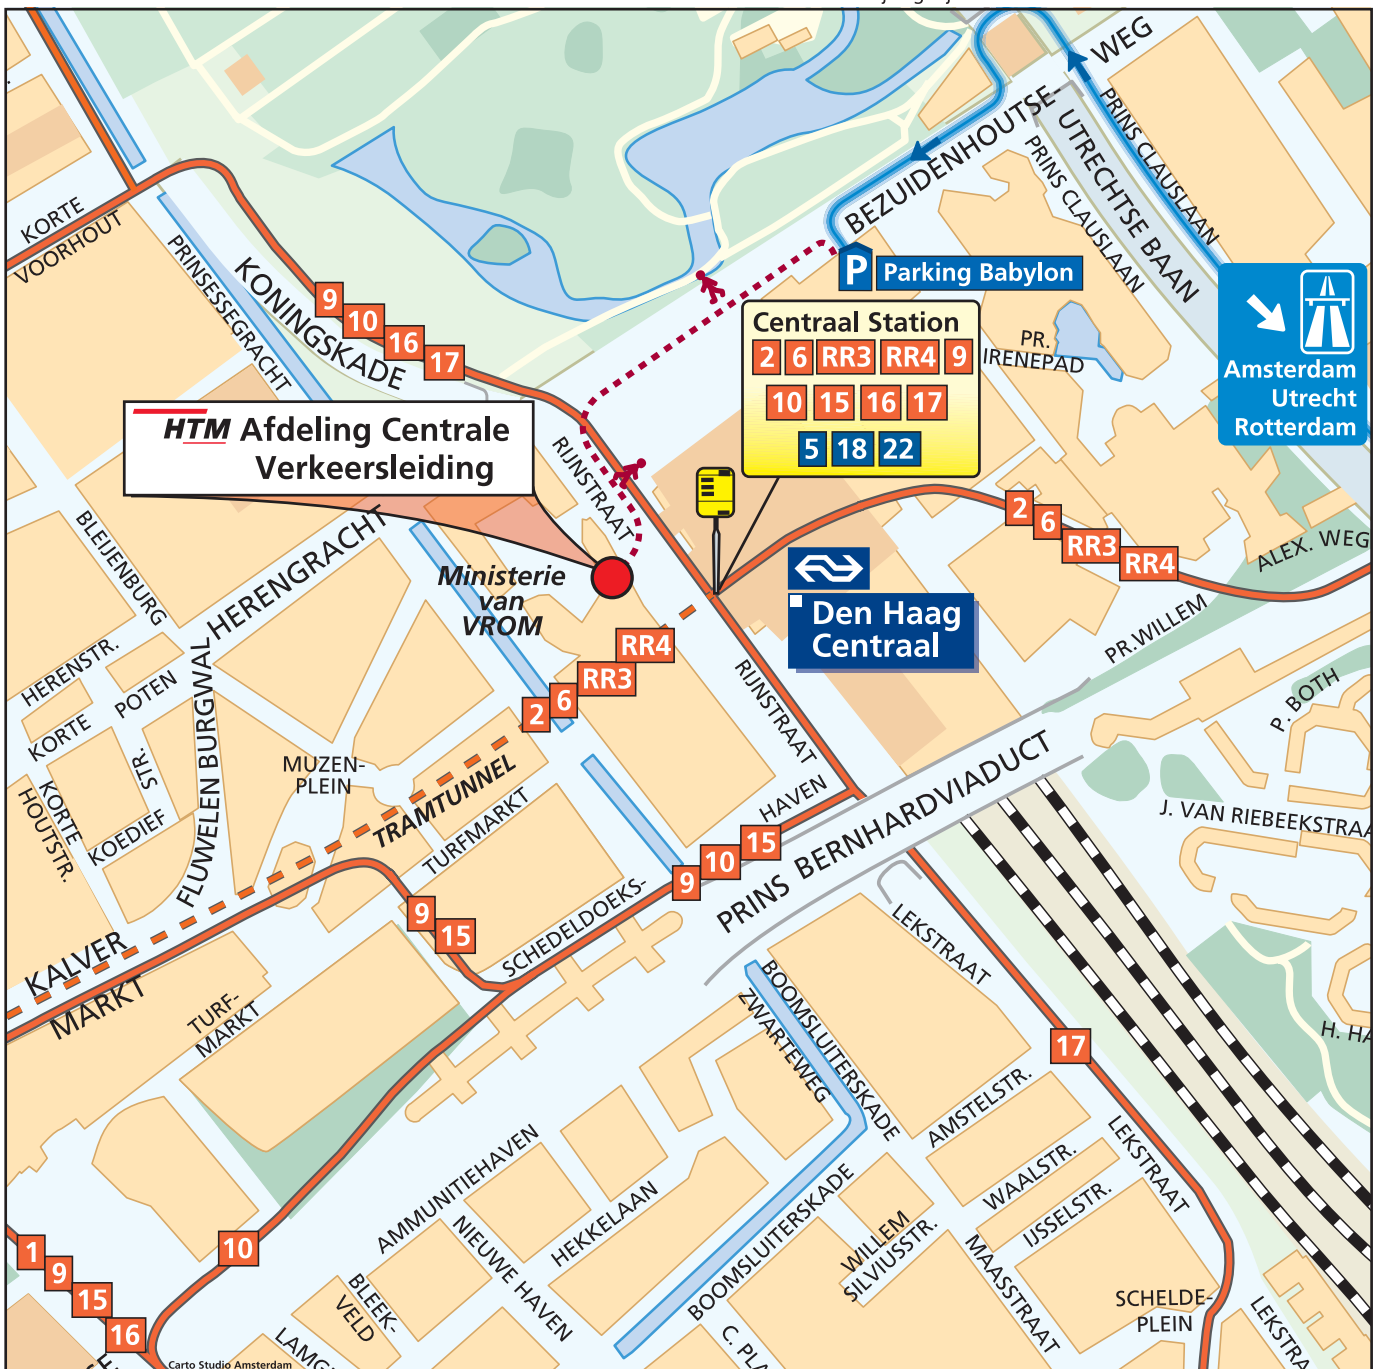 WEG
BEZUIDENHOUTSE-
PRINS CLAUSLAAN
UTRECHTSE BAAN
PRINS CLAUSLAAN
KORTE
VOORHOUT
PRINSESSEGRACHT
KONINGSKADE
9
10
16
17
P
Parking Babylon
Amsterdam
Utrecht
Rotterdam
Centraal Station
2 6 RR3 RR4 9
10 15 16 17
5 18 22
PR.
IRENEPAD
HTM Afdeling Centrale
Verkeersleiding
RIJNSTRAAT
BLEIJENBURG
HERENGRACHT
Ministerie
van
VROM
2
6
RR3
RR4
ALEX. WEG
Den Haag
Centraal
PR.WILLEM
HERENSTR.
KORTE
POTEN
FLUWELEN BURGWAL
RR4
RR3
6
2
RIJNSTRAAT
P. BOTH
MUZEN-
PLEIN
TRAMTUNNEL
KORTE
HOUTSTR.
KOEDIEF
STR.
TURFMARKT
HAVEN
15
10
9
SCHEDELDOEKS-
PRINS BERNHARDVIADUCT
J. VAN RIEBEEKSTRAA
9
15
KALVER
MARKT
TURF-
MARKT
LEKSTRAAT
BOOMSLUITERSKADE
ZWARTEWEG
17
H. HA
AMSTELSTR.
LEKSTRAAT
WAALSTR.
IJSSELSTR.
AMMUNITIEHAVEN
NIEUWE HAVEN
HEKKELAAN
BOOMSLUITERSKADE
WILLEM
SILVIUSSTR.
MAASSTRAAT
10
1
9
15
16
BLEEK-
VELD
SCHELDE-
PLEIN
LEKSTRA
C. PLA
LAMG
Carto Studio Amsterdam